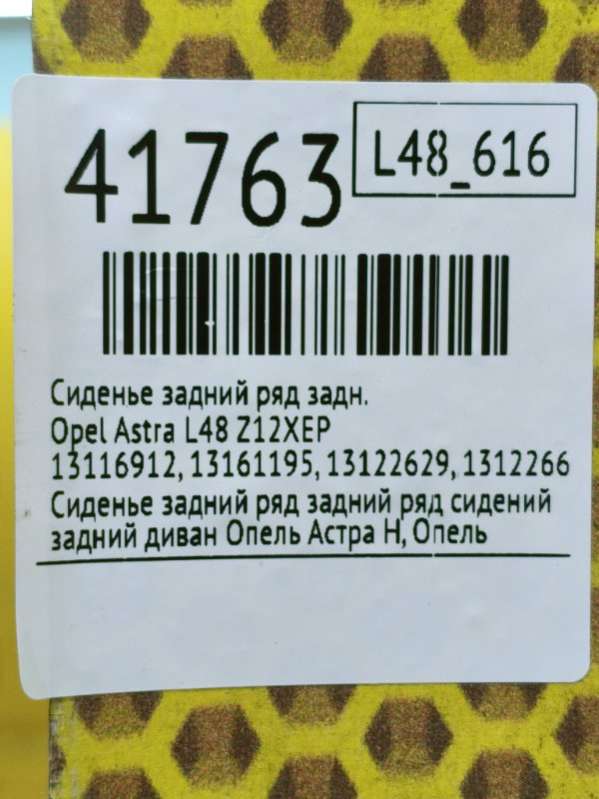 41763
L48_616
Сиденье задний ряд задн.
Opel Astra L48 Z12XEP
13116912, 13161195, 13122629, 1312266
Сиденье задний ряд задний ряд сидений
задний диван Опель Астра Н, Опель